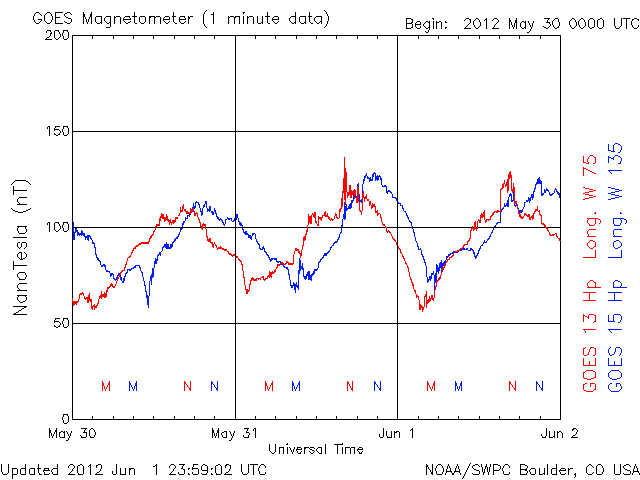 GOES Magnetometer (1 minute data)
Begin: 2012 May 30 0000 UTC
200
150
100
50
0
NanoTesla (nT)
M M N N M M N N M M N N
May 30 May 31 Jun 1 Jun 2
Universal Time
GOES 13 Hp Long. W 75
GOES 15 Hp Long. W 135
Updated 2012 Jun 1 23:59:02 UTC
NOAA/SWPC Boulder, CO USA